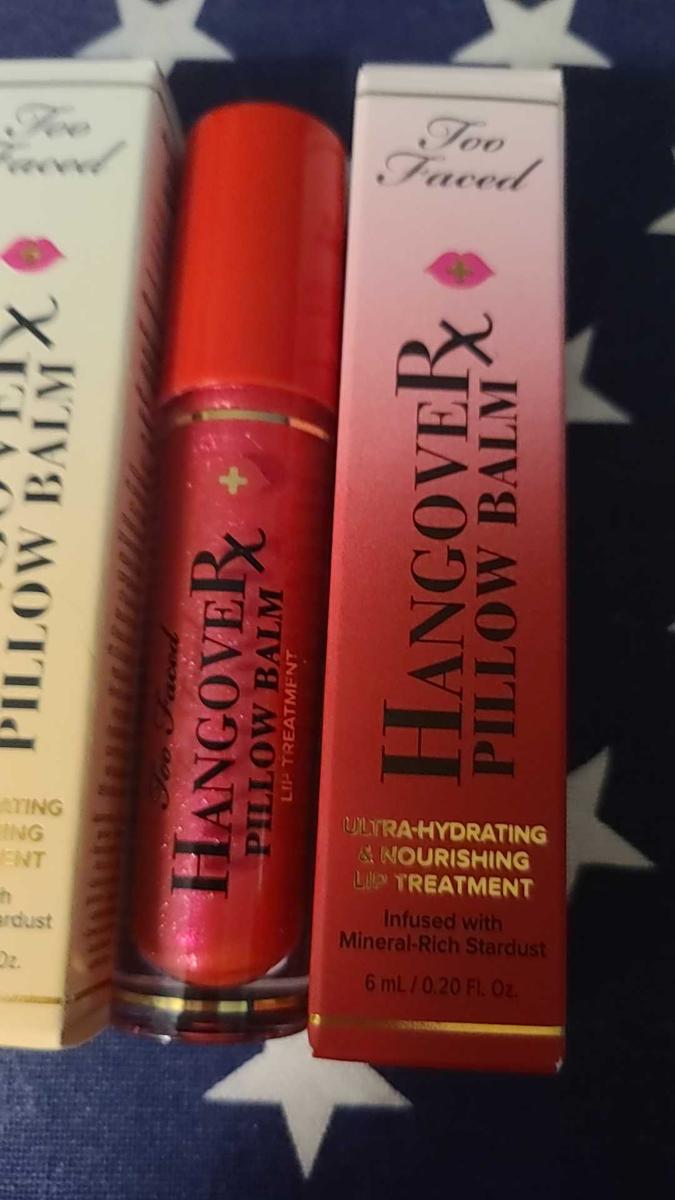 Too
Faced
PILLOW BALM
Oz.
Too Faced
HANGOVERx
PILLOW BALM
LIP TREATMENT
Too
Faced
HANGOVERx
PILLOW BALM
ULTRA-HYDRATING
& NOURISHING
LIP TREATMENT
Infused with
Mineral-Rich Stardust
6 mL / 0.20 Fl. Oz.